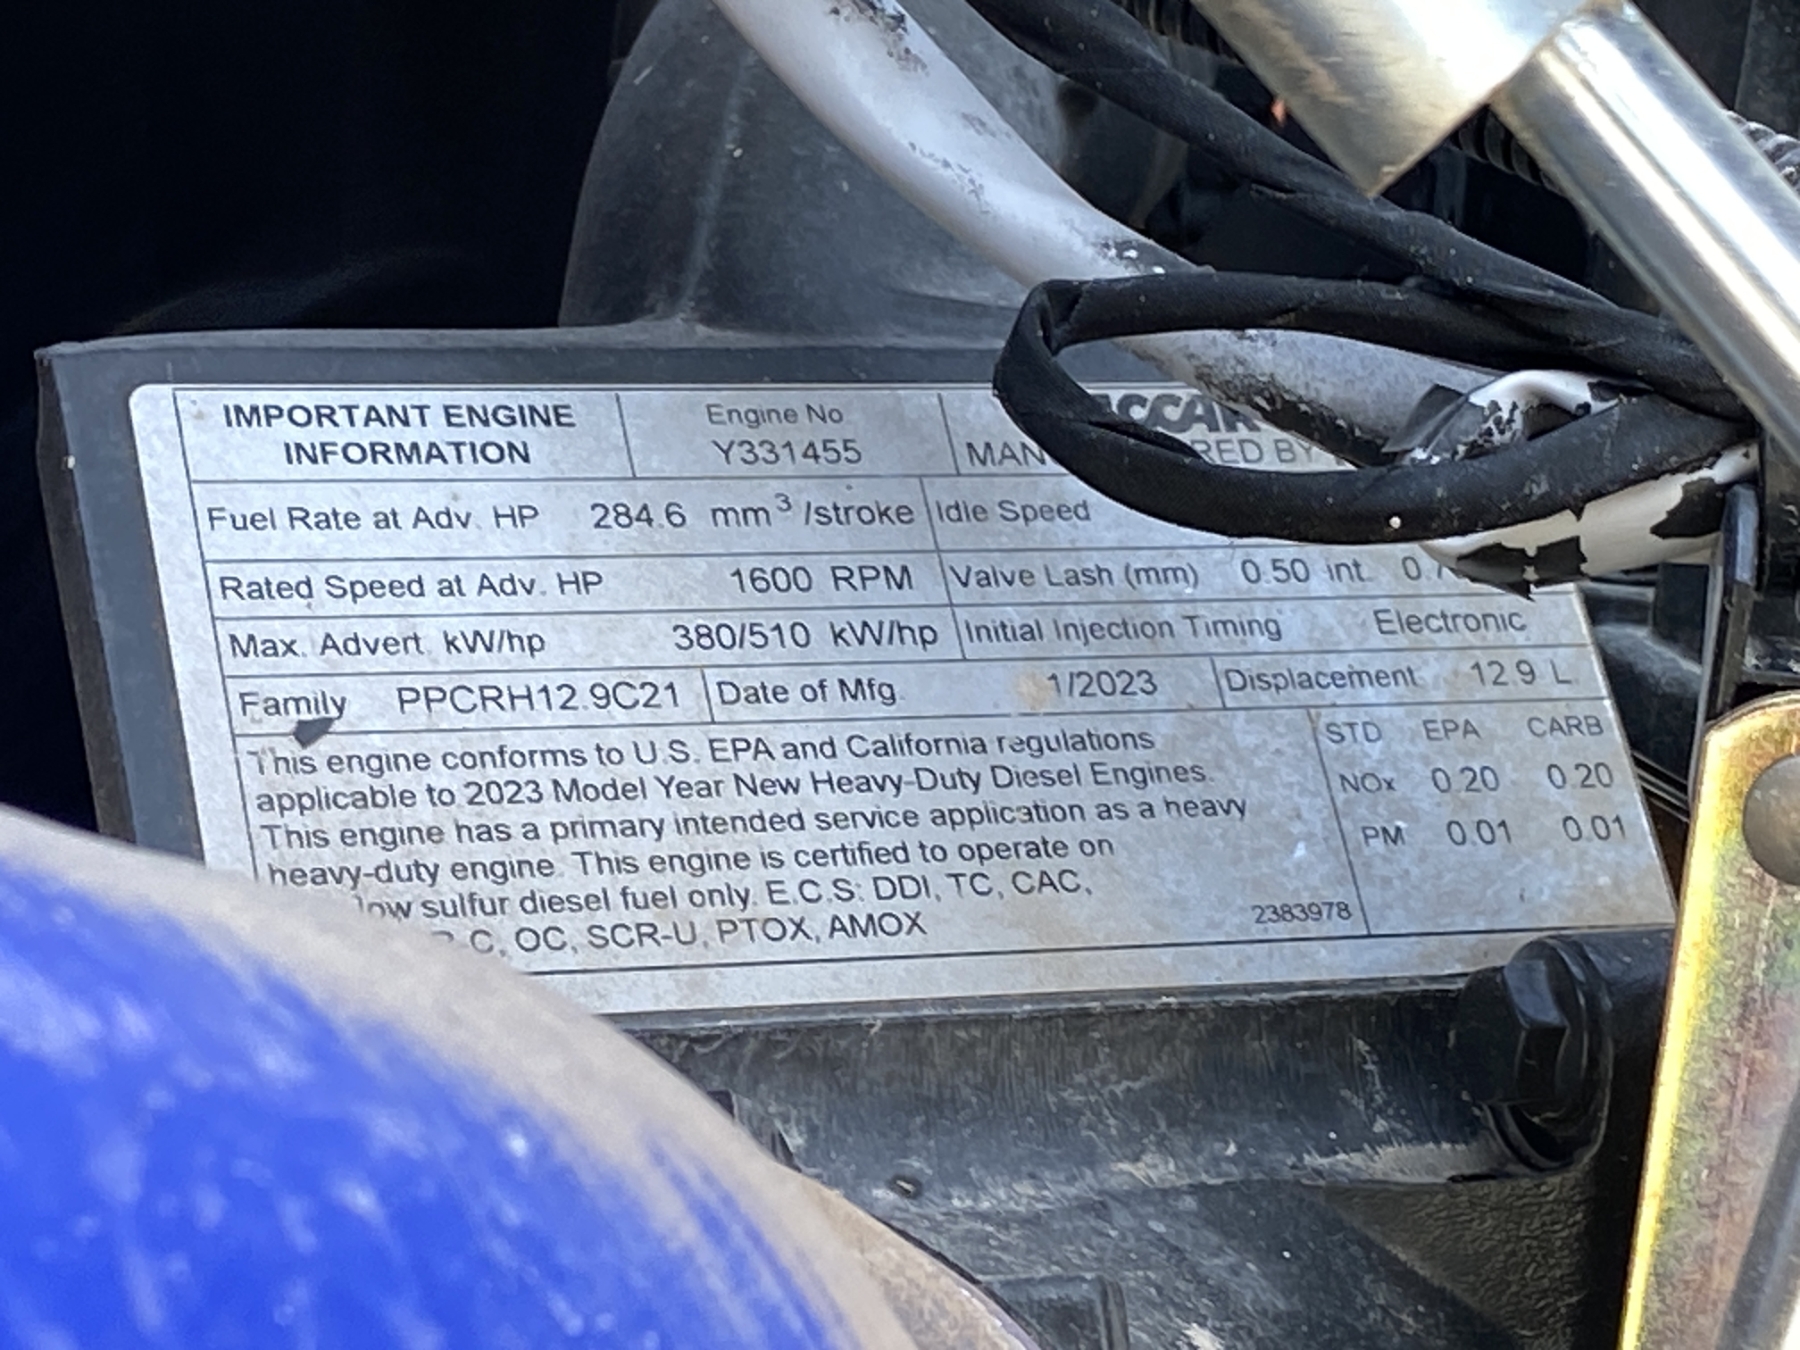 IMPORTANT ENGINE
INFORMATION
Engine No
Y331455
Fuel Rate at Adv. HP 284.6 mm³ /stroke Idle Speed
Rated Speed at Adv. HP 1600 RPM Valve Lash (mm) 0.50 int.
Max. Advert. kW/hp 380/510 kW/hp Initial Injection Timing Electronic
Family PPCRH12.9C21 Date of Mfg. 1/2023 Displacement 12.9 L
This engine conforms to U.S. EPA and California regulations
applicable to 2023 Model Year New Heavy-Duty Diesel Engines.
This engine has a primary intended service application as a heavy
heavy-duty engine. This engine is certified to operate on
low sulfur diesel fuel only. E.C.S: DDI, TC, CAC,
C, OC, SCR-U, PTOX, AMOX
2383978
STD EPA CARB
NOx 0.20 0.20
PM 0.01 0.01